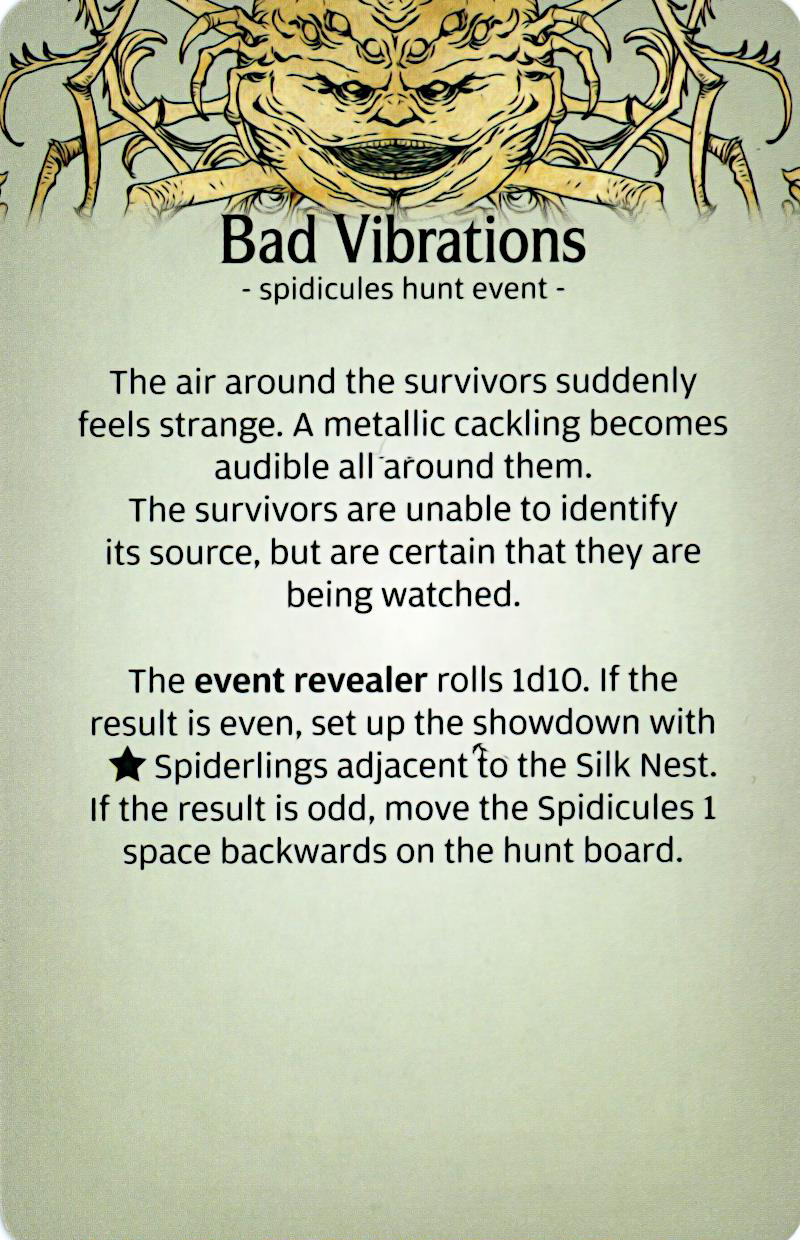 Bad Vibrations
- spidicules hunt event -
The air around the survivors suddenly
feels strange. A metallic cackling becomes
audible all around them.
The survivors are unable to identify
its source, but are certain that they are
being watched.
The event revealer rolls 1d10. If the
result is even, set up the showdown with
★ Spiderlings adjacent to the Silk Nest.
If the result is odd, move the Spidicules 1
space backwards on the hunt board.